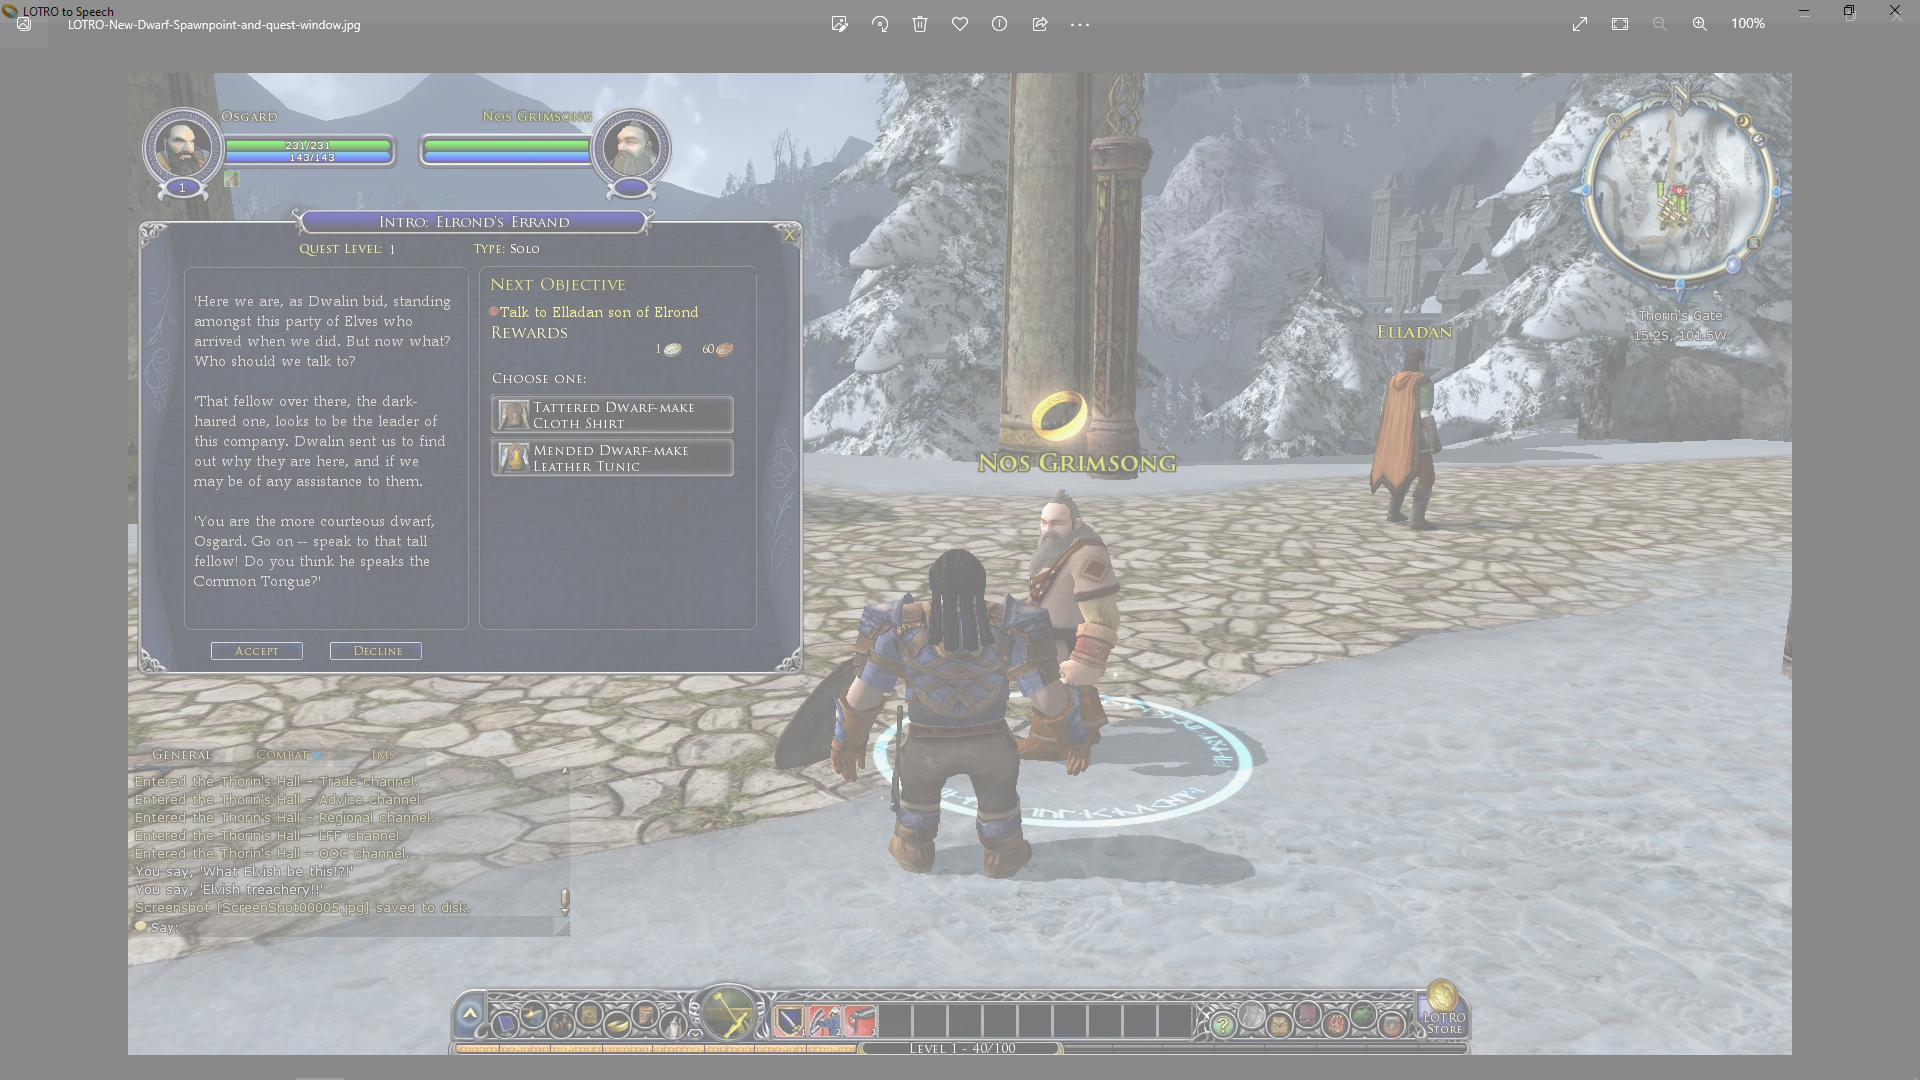 LOTRO to Speech
LOTRO-New-Dwarf-Spawnpoint-and-quest-window.jpg
100%
Osgard
231/231
143/143
1
Nos Grimsong
N
Thorin's Gate
15.2S, 101.5W
Intro: Elrond's Errand
Quest Level: 1
Type: Solo
'Here we are, as Dwalin bid, standing
amongst this party of Elves who
arrived when we did. But now what?
Who should we talk to?
'That fellow over there, the dark-
haired one, looks to be the leader of
this company. Dwalin sent us to find
out why they are here, and if we
may be of any assistance to them.
'You are the more courteous dwarf,
Osgard. Go on -- speak to that tall
fellow! Do you think he speaks the
Common Tongue?'
Next Objective
Talk to Elladan son of Elrond
Rewards
1 60
Choose one:
Tattered Dwarf-make
Cloth Shirt
Mended Dwarf-make
Leather Tunic
Accept
Decline
Elladan
Nos Grimsong
General Combat IMs
Entered the Thorin's Hall - Trade channel.
Entered the Thorin's Hall - Advice channel.
Entered the Thorin's Hall - Regional channel.
Entered the Thorin's Hall - LFF channel.
Entered the Thorin's Hall - OOC channel.
You say, 'What Elvish be this!?!'
You say, 'Elvish treachery!!'
Screenshot [ScreenShot00005.jpg] saved to disk.
Say:
1 2 3
LOTRO
Store
Level 1 - 40/100